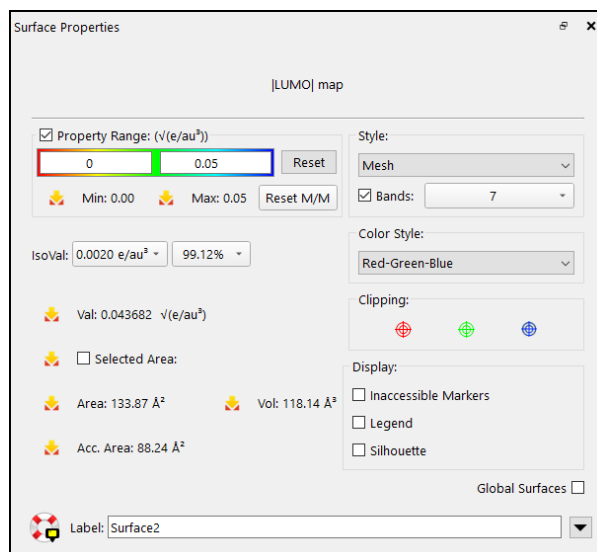 Surface Properties
|LUMO| map
Property Range: (√(e/au³))
0 0.05 Reset
Min: 0.00 Max: 0.05 Reset M/M
Style:
Mesh
Bands: 7
IsoVal: 0.0020 e/au³ 99.12%
Color Style:
Red-Green-Blue
Val: 0.043682 √(e/au³)
Clipping:
Selected Area:
Area: 133.87 Å² Vol: 118.14 Å³
Acc. Area: 88.24 Å²
Display:
Inaccessible Markers
Legend
Silhouette
Global Surfaces
Label: Surface2